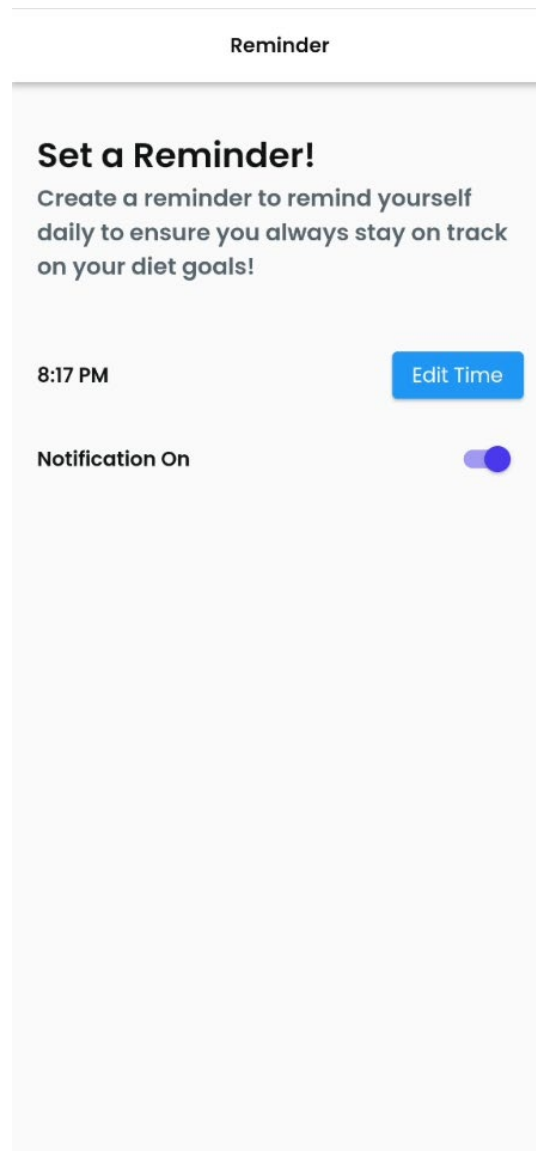 Reminder
Set a Reminder!
Create a reminder to remind yourself
daily to ensure you always stay on track
on your diet goals!
8:17 PM
Edit Time
Notification On